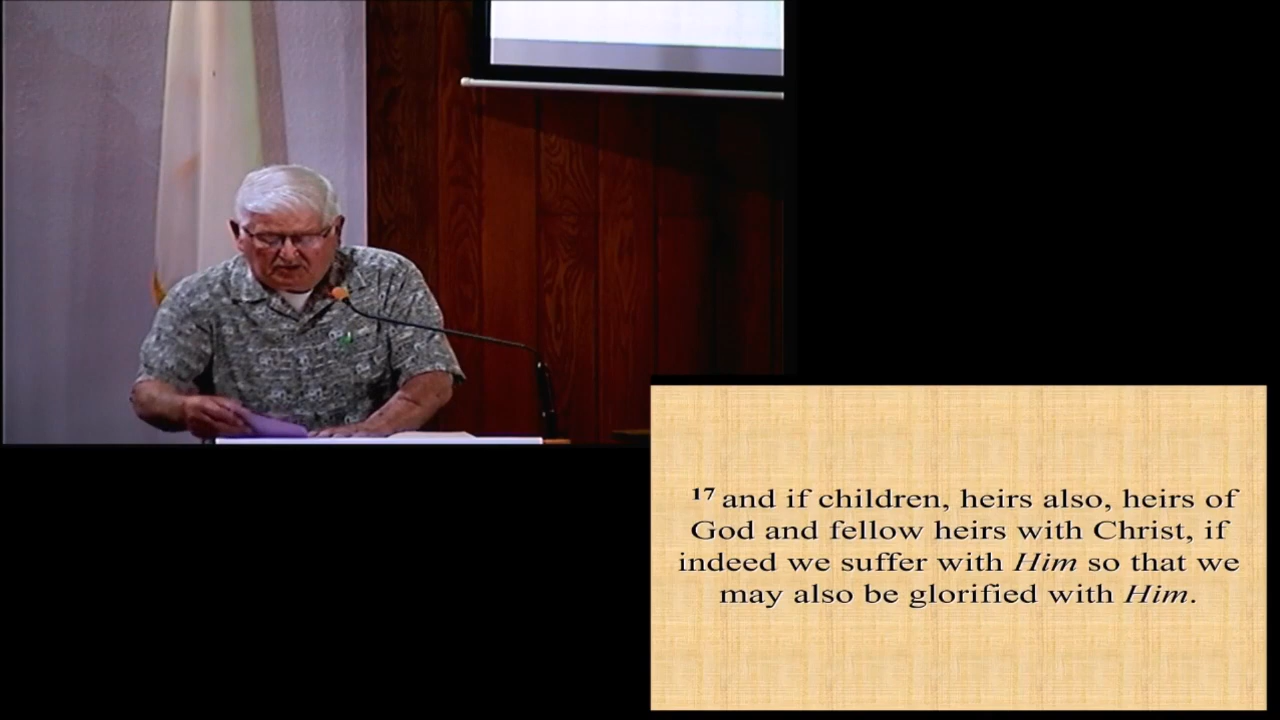 17 and if children, heirs also, heirs of
God and fellow heirs with Christ, if
indeed we suffer with Him so that we
may also be glorified with Him.